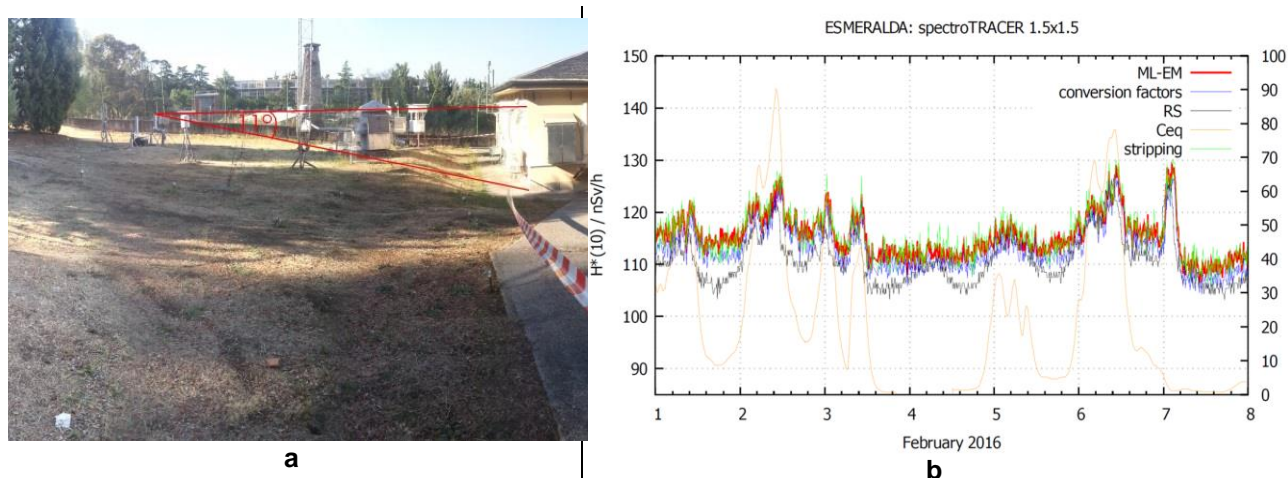 11º
a
ESMERALDA: spectroTRACER 1.5x1.5
150
140
130
120
110
100
90
H*(10) / nSv/h
ML-EM
conversion factors
RS
Ceq
stripping
100
90
80
70
60
50
40
30
20
10
0
1 2 3 4 5 6 7 8
February 2016
b